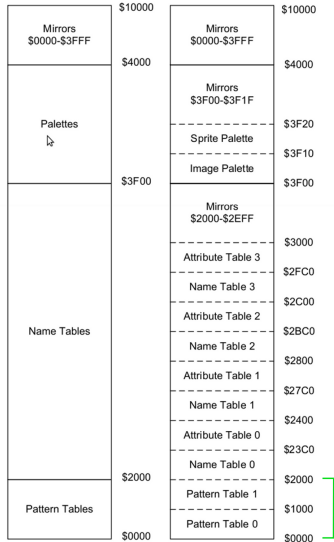 $10000
Mirrors
$0000-$3FFF
$4000
Palettes
$3F00
Name Tables
$2000
Pattern Tables
$0000
$10000
Mirrors
$0000-$3FFF
$4000
Mirrors
$3F00-$3F1F
$3F20
Sprite Palette
$3F10
Image Palette
$3F00
Mirrors
$2000-$2EFF
$3000
Attribute Table 3
$2FC0
Name Table 3
$2C00
Attribute Table 2
$2BC0
Name Table 2
$2800
Attribute Table 1
$27C0
Name Table 1
$2400
Attribute Table 0
$23C0
Name Table 0
$2000
Pattern Table 1
$1000
Pattern Table 0
$0000